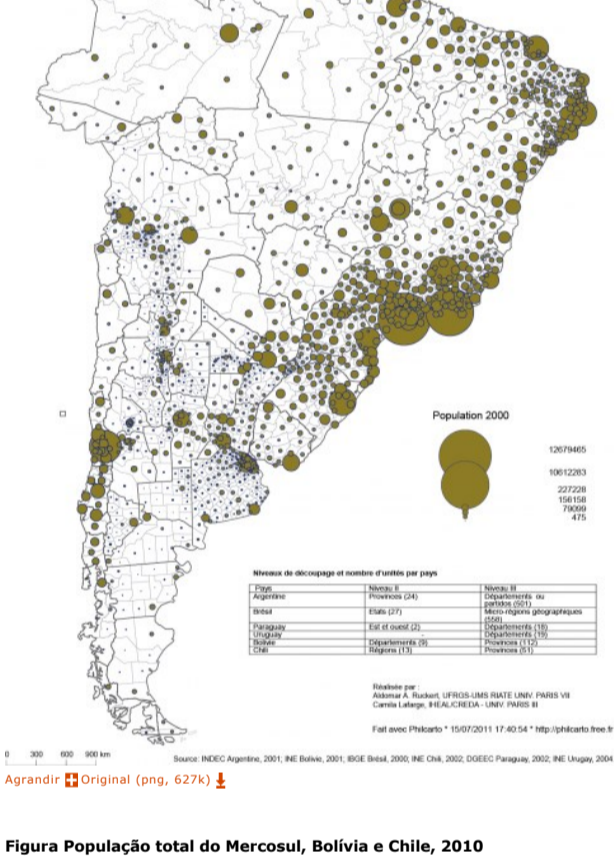 Population 2000
12679465
10612283
227228
156158
79099
475
Niveaux de découpage et nombre d'unités par pays
Pays Niveau II Niveau III
Argentine Provinces (24) Départements ou partidos (501)
Brésil Etats (27) Micro-régions géographiques (558)
Paraguay Est et ouest (2) Départements (18)
Uruguay - Départements (19)
Bolivie Départements (9) Provinces (112)
Chili Régions (13) Provinces (51)
Réalisée par :
Aldomar A. Ruckert, UFRGS-UMS RIATE UNIV. PARIS VII
Camila Lafarge, IHEAL/CREDA - UNIV. PARIS III
Fait avec Philcarto * 15/07/2011 17:40:54 * http://philcarto.free.fr
0 300 600 900 km
Source: INDEC Argentine, 2001; INE Bolivie, 2001; IBGE Brésil, 2000; INE Chili, 2002; DGEEC Paraguay, 2002; INE Urugay, 2004
Agrandir Original (png, 627k)
Figura População total do Mercosul, Bolívia e Chile, 2010